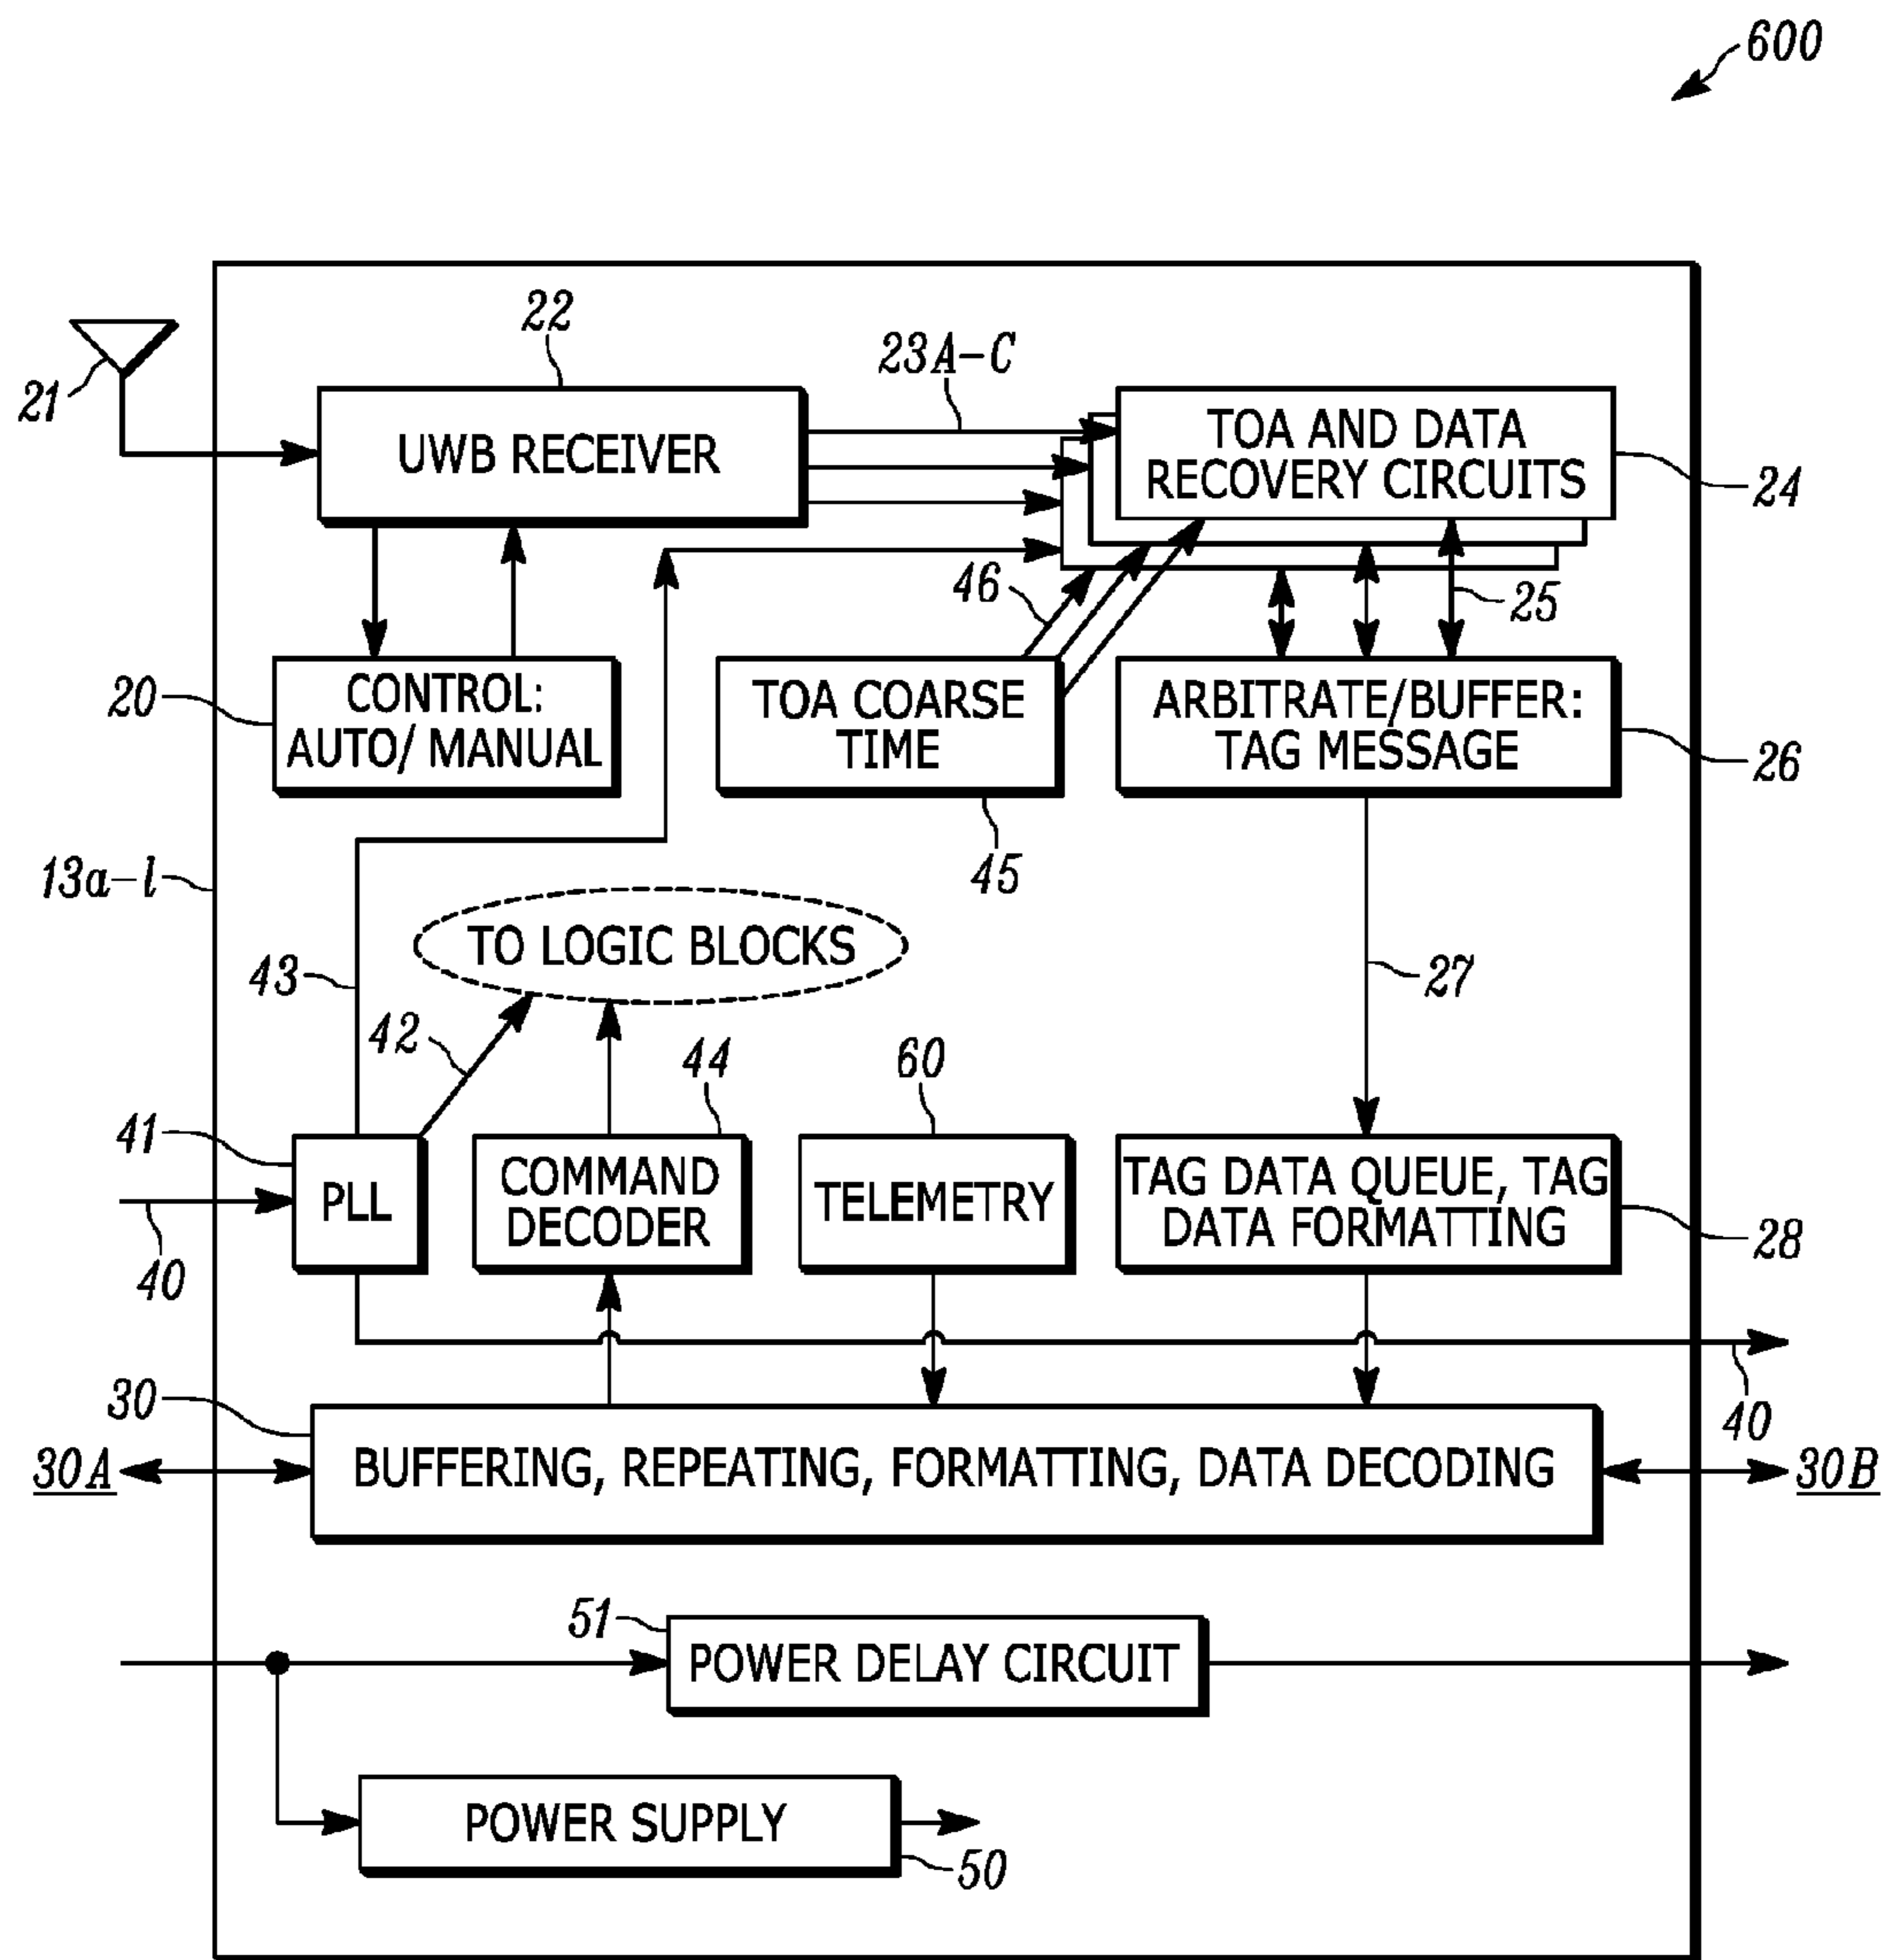 600
22
23A-C
21
UWB RECEIVER
TOA AND DATA
RECOVERY CIRCUITS
24
46
25
20
CONTROL:
AUTO/ MANUAL
TOA COARSE
TIME
ARBITRATE/BUFFER:
TAG MESSAGE
26
45
13a-l
TO LOGIC BLOCKS
43
27
42
44
60
41
PLL
COMMAND
DECODER
TELEMETRY
TAG DATA QUEUE, TAG
DATA FORMATTING
28
40
40
30
30A
BUFFERING, REPEATING, FORMATTING, DATA DECODING
30B
51
POWER DELAY CIRCUIT
POWER SUPPLY
50